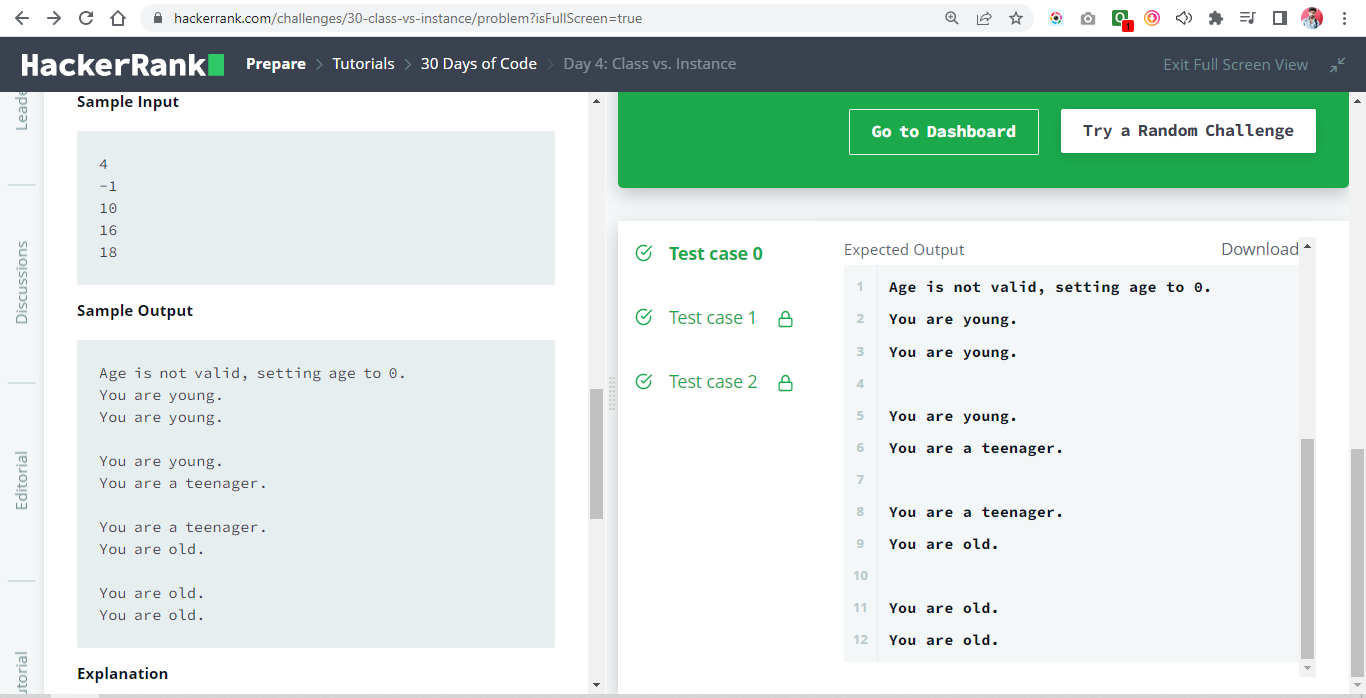 hackerrank.com/challenges/30-class-vs-instance/problem?isFullScreen=true
1
HackerRank
Prepare > Tutorials > 30 Days of Code > Day 4: Class vs. Instance
Exit Full Screen View
Leade
Discussions
Editorial
utorial
Sample Input
4
-1
10
16
18
Sample Output
Age is not valid, setting age to 0.
You are young.
You are young.
You are young.
You are a teenager.
You are a teenager.
You are old.
You are old.
You are old.
Explanation
Go to Dashboard
Try a Random Challenge
Test case 0
Test case 1
Test case 2
Expected Output
Download
1 Age is not valid, setting age to 0.
2 You are young.
3 You are young.
4
5 You are young.
6 You are a teenager.
7
8 You are a teenager.
9 You are old.
10
11 You are old.
12 You are old.